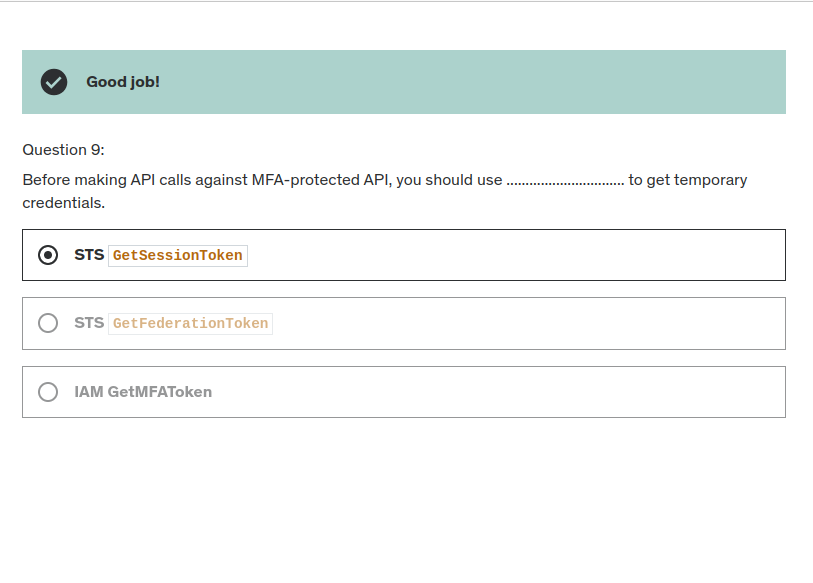 Good job!
Question 9:
Before making API calls against MFA-protected API, you should use ............................... to get temporary
credentials.
STS GetSessionToken
STS GetFederationToken
IAM GetMFAToken